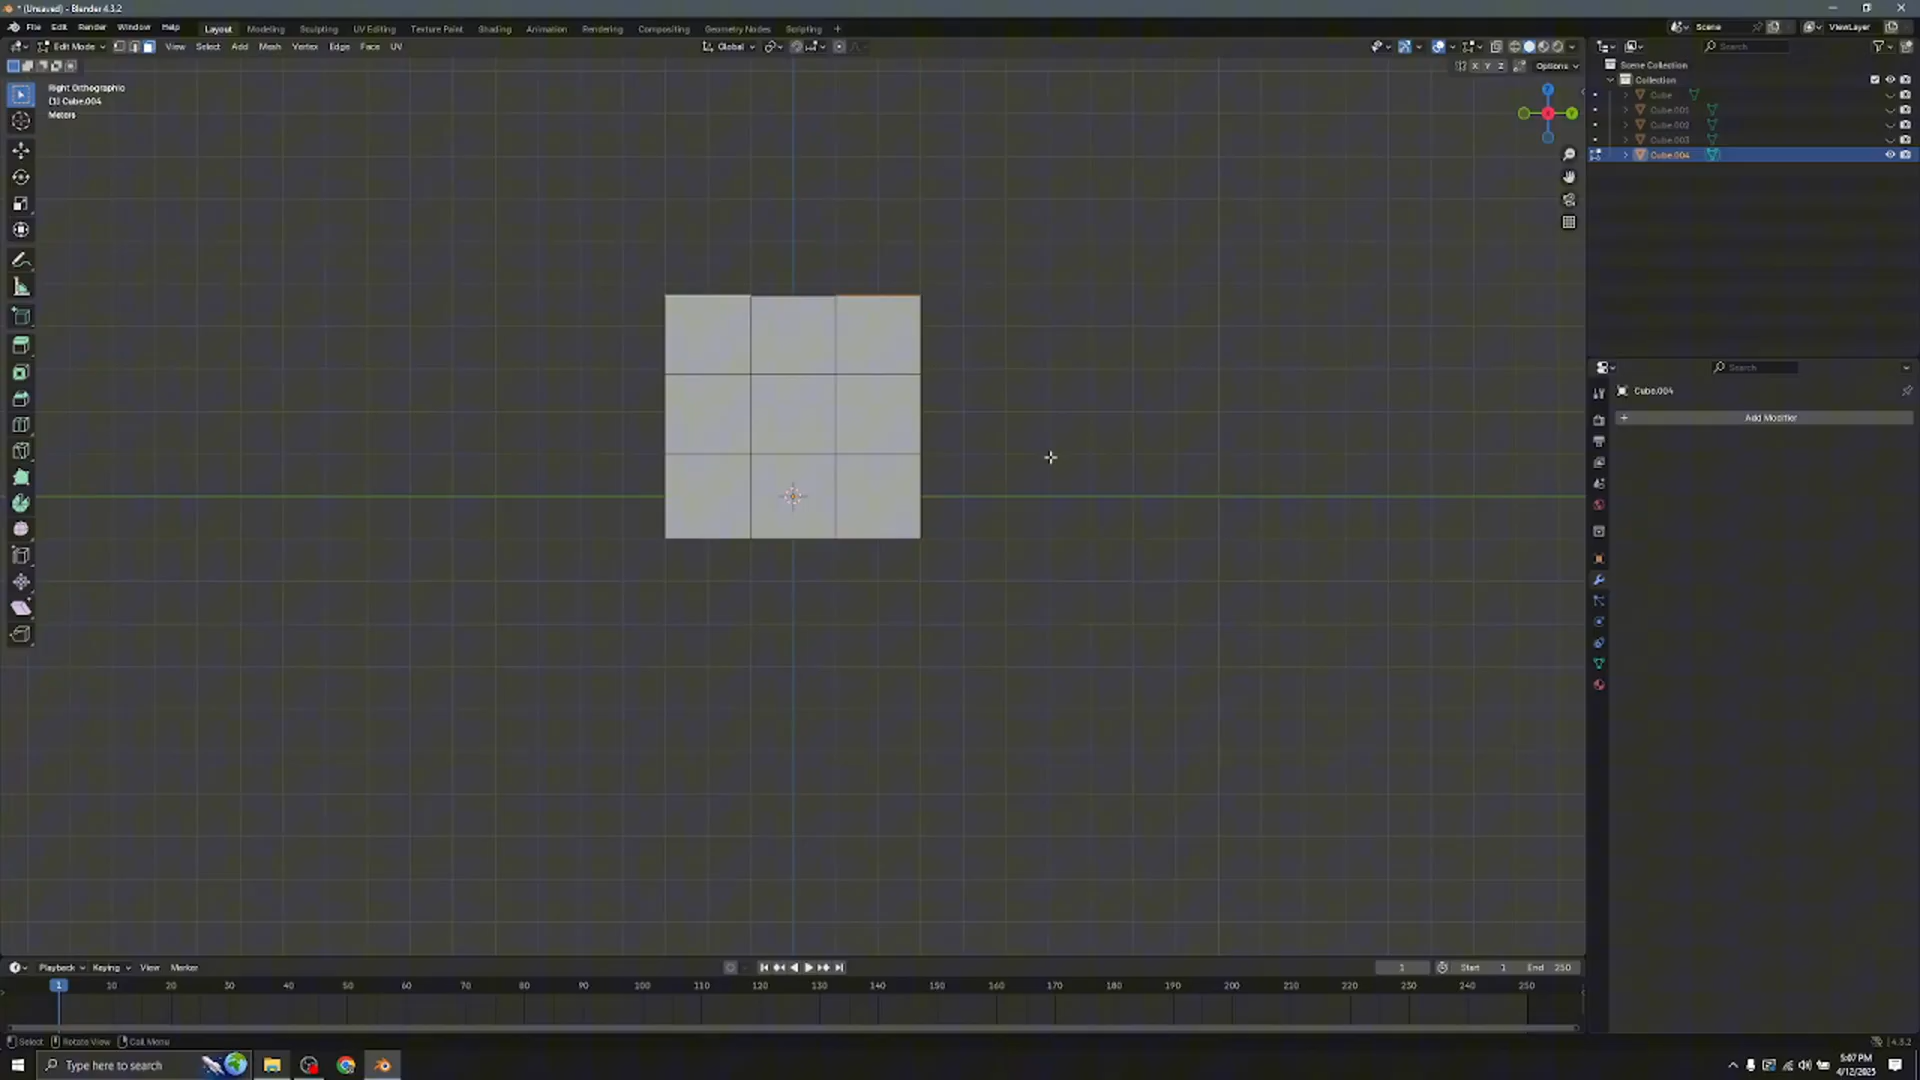 * (Unsaved) - Blender 4.3.2
File Edit Render Window Help Layout Modeling Sculpting UV Editing Texture Paint Shading Animation Rendering Compositing Geometry Nodes Scripting + Scene ViewLayer
Edit Mode View Select Add Mesh Vertex Edge Face UV Global Search
X Y Z Options
Right Orthographic
(1) Cube.004
Meters
Scene Collection
Collection
Cube
Cube.001
Cube.002
Cube.003
Cube.004
Search
Cube.004
+ Add Modifier
Playback Keying View Marker 1 Start 1 End 250
1 10 20 30 40 50 60 70 80 90 100 110 120 130 140 150 160 170 180 190 200 210 220 230 240 250
Select Rotate View Call Menu 4.3.2
Type here to search
5:07 PM
4/12/2025